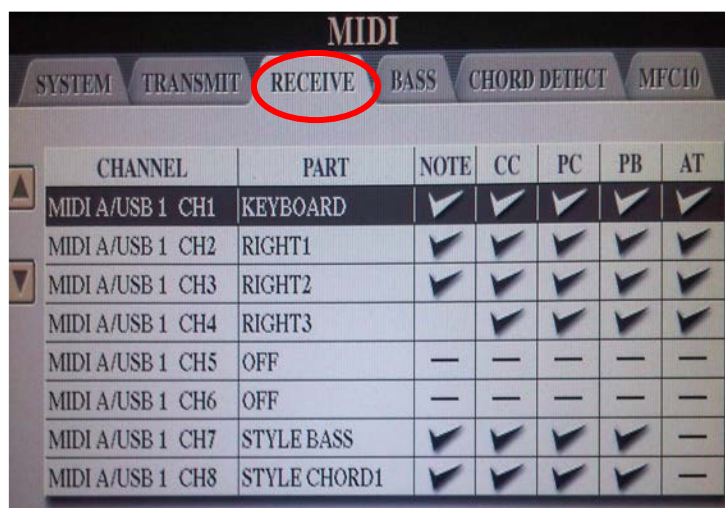 MIDI
SYSTEM TRANSMIT RECEIVE BASS CHORD DETECT MFC10
CHANNEL PART NOTE CC PC PB AT
MIDI A/USB 1 CH1 KEYBOARD
MIDI A/USB 1 CH2 RIGHT1
MIDI A/USB 1 CH3 RIGHT2
MIDI A/USB 1 CH4 RIGHT3
MIDI A/USB 1 CH5 OFF — — — — —
MIDI A/USB 1 CH6 OFF — — — — —
MIDI A/USB 1 CH7 STYLE BASS —
MIDI A/USB 1 CH8 STYLE CHORD1 —